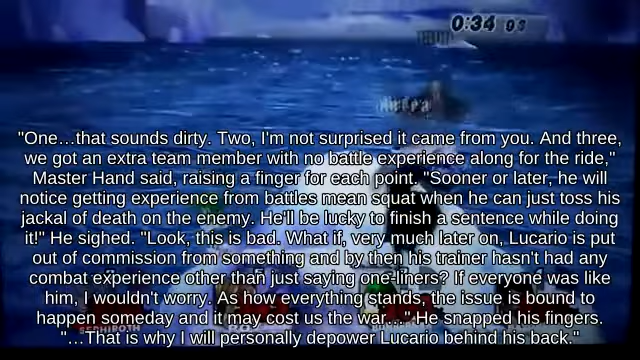 0:34 03
"One…that sounds dirty. Two, I'm not surprised it came from you. And three,
we got an extra team member with no battle experience along for the ride,"
Master Hand said, raising a finger for each point. "Sooner or later, he will
notice getting experience from battles mean squat when he can just toss his
jackal of death on the enemy. He'll be lucky to finish a sentence while doing
it!" He sighed. "Look, this is bad. What if, very much later on, Lucario is put
out of commission from something and by then his trainer hasn't had any
combat experience other than just saying one-liners? If everyone was like
him, I wouldn't worry. As how everything stands, the issue is bound to
happen someday and it may cost us the war…" He snapped his fingers.
"…That is why I will personally depower Lucario behind his back."
SEPHIROTH